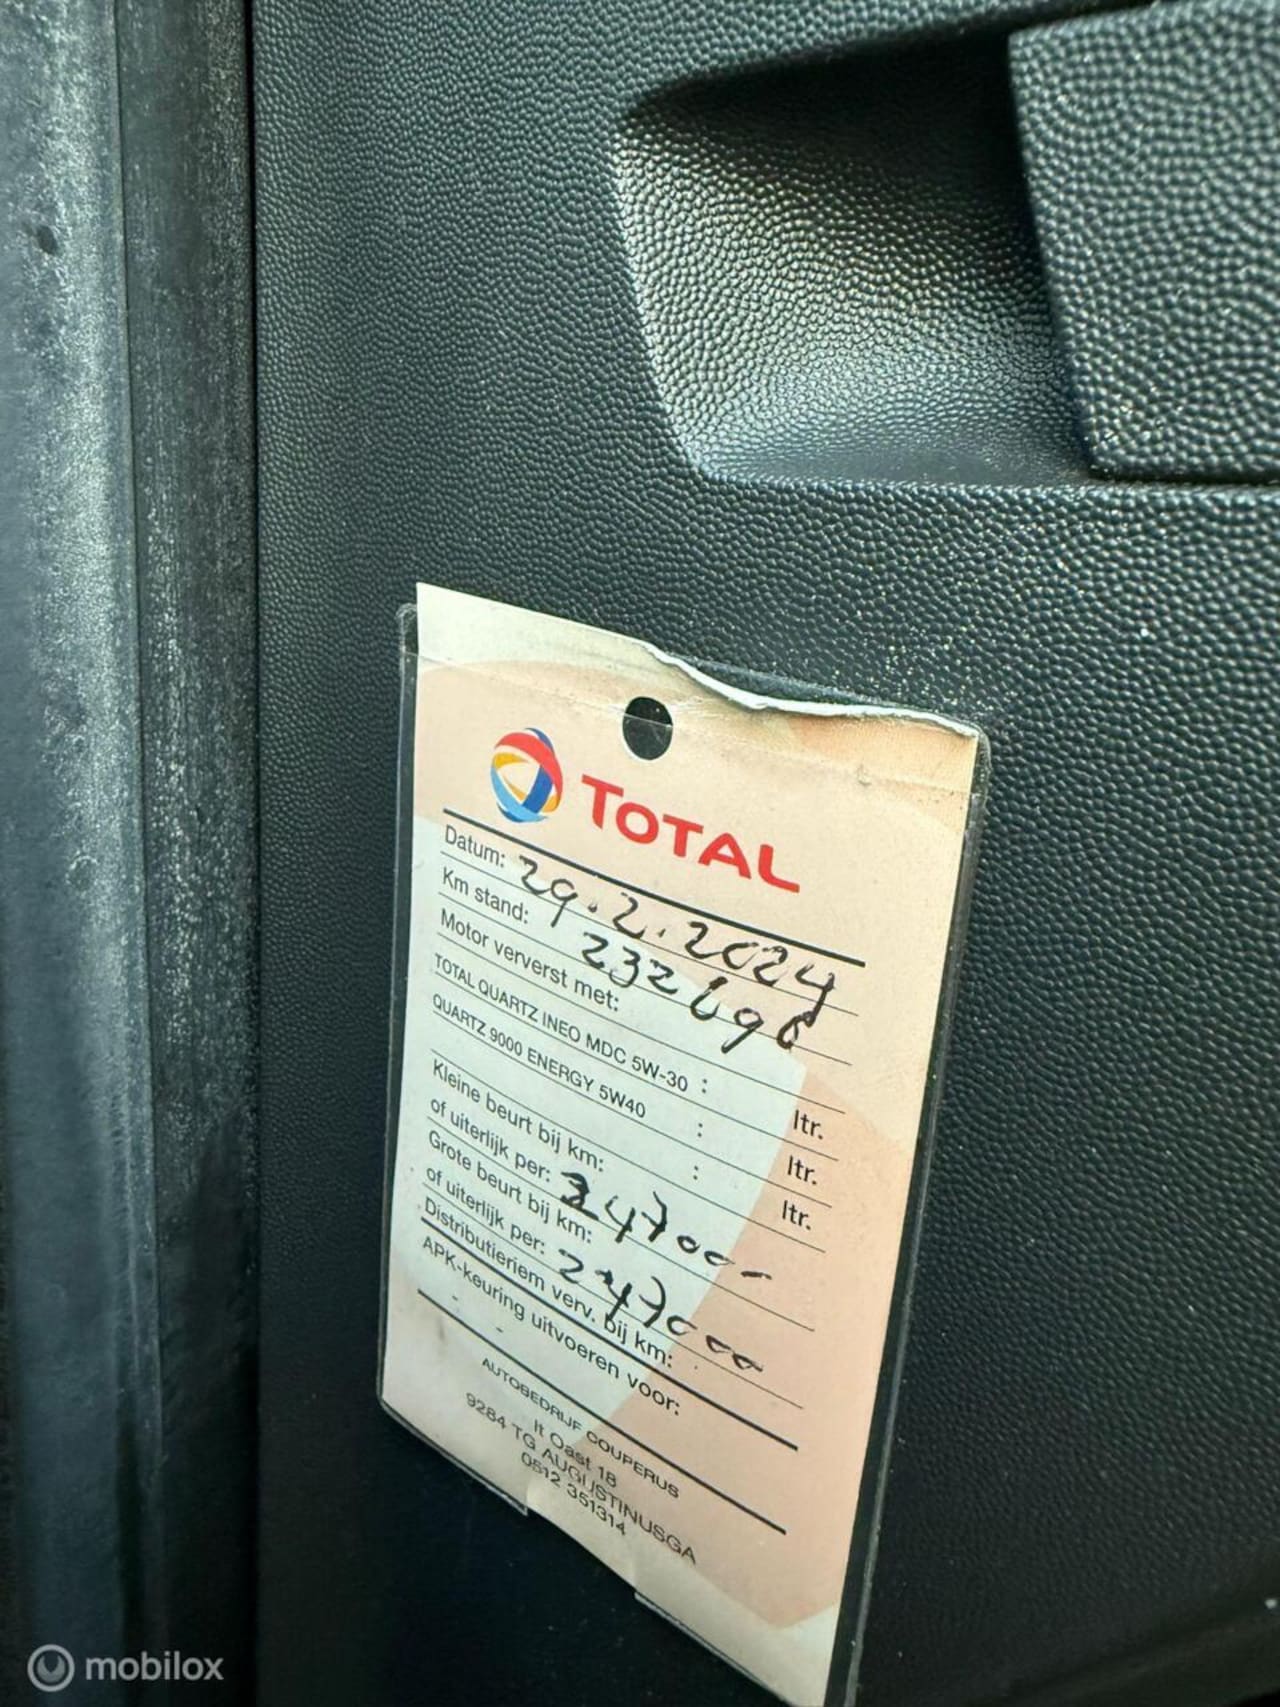 TOTAL
Datum: 29.2.2024
Km stand: 232696
Motor ververst met:
TOTAL QUARTZ INEO MDC 5W-30 : ltr.
QUARTZ 9000 ENERGY 5W40 : ltr.
: ltr.
Kleine beurt bij km: 24700-
of uiterlijk per:
Grote beurt bij km: 247000
of uiterlijk per:
Distributieriem verv. bij km:
APK-keuring uitvoeren voor:
AUTOBEDRIJF COUPERUS
It Oast 18
9284 TG AUGUSTINUSGA
0512 351314
mobilox